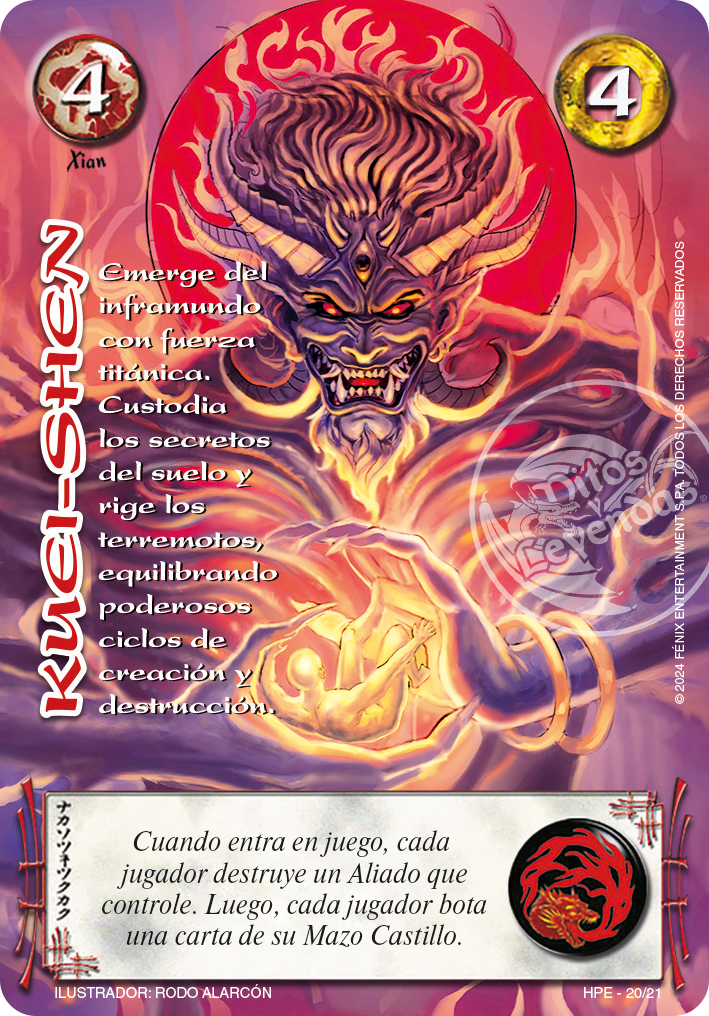 4
4
Xian
KUEI-SHEN
Emerge del
inframundo
con fuerza
titánica.
Custodia
los secretos
del suelo y
rige los
terremotos,
equilibrando
poderosos
ciclos de
creación y
destrucción.
Mitos
y
Leyendas®
© 2024 FÉNIX ENTERTAINMENT S.P.A. TODOS LOS DERECHOS RESERVADOS
ナカソツネツクカク
Cuando entra en juego, cada
jugador destruye un Aliado que
controle. Luego, cada jugador bota
una carta de su Mazo Castillo.
ILUSTRADOR: RODO ALARCÓN
HPE - 20/21